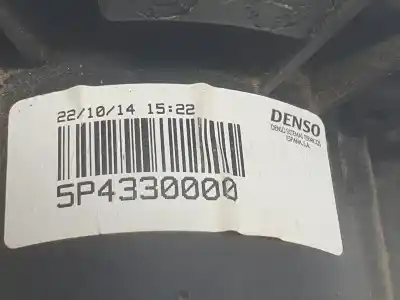 22/10/14 15:22
DENSO
DENSO SISTEMAS TERMICOS
ESPAÑA, S.A.
5P4330000